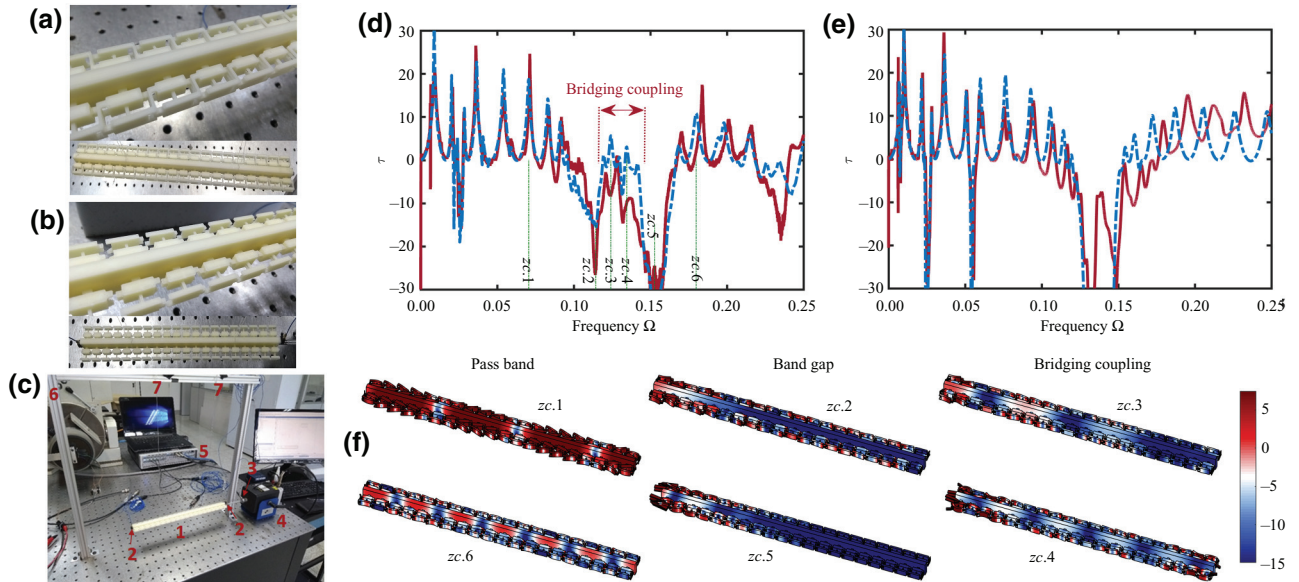 (a)
(b)
(c)
6
7
7
5
3
4
1
2
2
2
(d)
30
20
10
0
−10
−20
−30
τ
Bridging coupling
zc.1
zc.2
zc.3
zc.4
zc.5
zc.6
0.00 0.05 0.10 0.15 0.20 0.25
Frequency Ω
(e)
30
20
10
0
−10
−20
−30
τ
0.00 0.05 0.10 0.15 0.20 0.25
Frequency Ω
(f)
Pass band Band gap Bridging coupling
zc.1 zc.2 zc.3
zc.6 zc.5 zc.4
5
0
−5
−10
−15